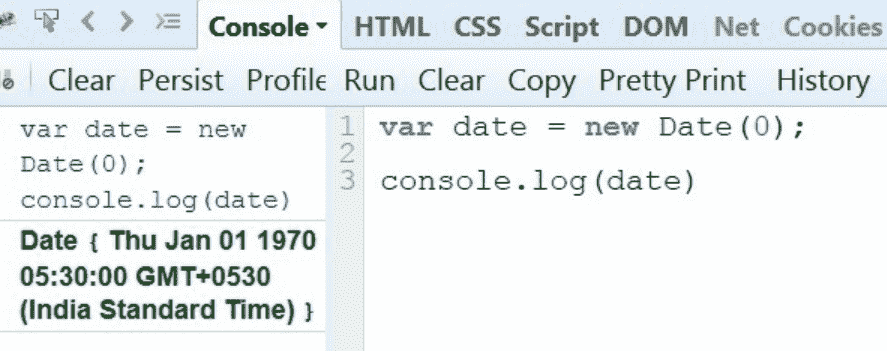 Console HTML CSS Script DOM Net Cookies
Clear Persist Profile Run Clear Copy Pretty Print History
var date = new
Date(0);
console.log(date)
Date { Thu Jan 01 1970
05:30:00 GMT+0530
(India Standard Time) }
1 var date = new Date(0);
2
3 console.log(date)